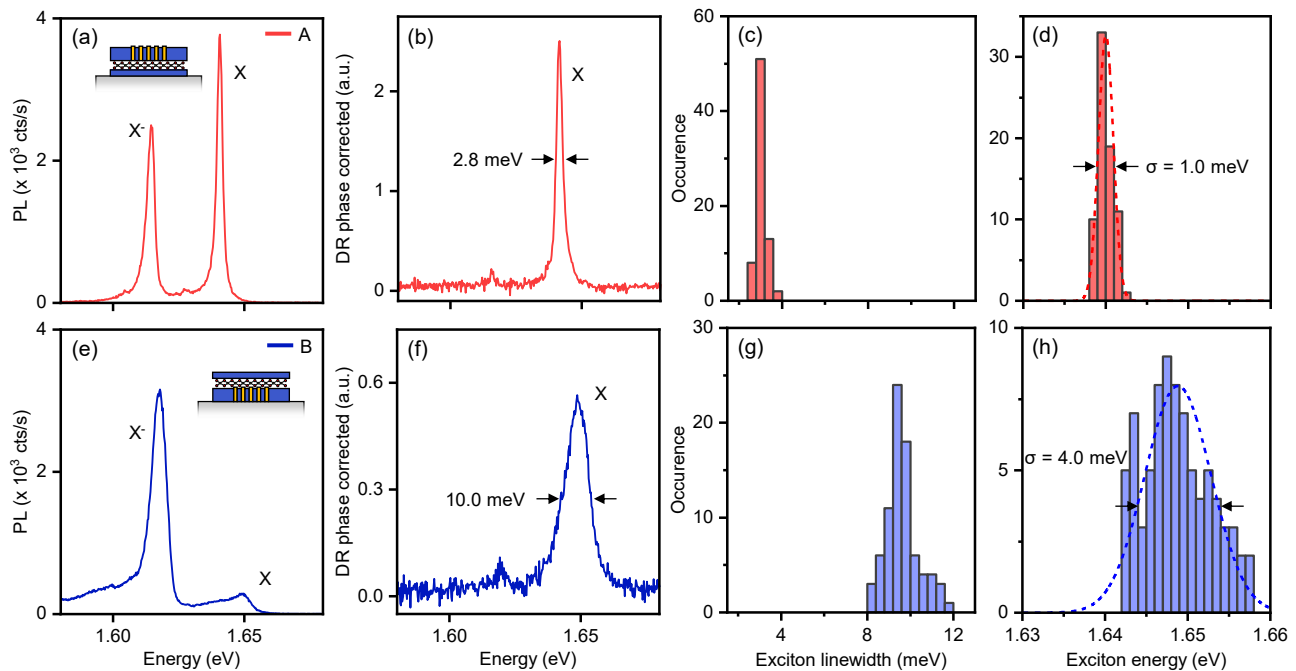 (a)
A
X⁻
X
PL (x 10³ cts/s)
4
2
0
(b)
X
2.8 meV
DR phase corrected (a.u.)
2
1
0
1.60
1.65
(c)
Occurence
60
40
20
0
(d)
σ = 1.0 meV
30
20
10
0
(e)
B
X⁻
X
PL (x 10³ cts/s)
4
2
0
1.60
1.65
Energy (eV)
(f)
X
10.0 meV
DR phase corrected (a.u.)
0.6
0.3
0.0
1.60
1.65
Energy (eV)
(g)
Occurence
30
20
10
0
4
8
12
Exciton linewidth (meV)
(h)
σ = 4.0 meV
10
5
0
1.63
1.64
1.65
1.66
Exciton energy (eV)